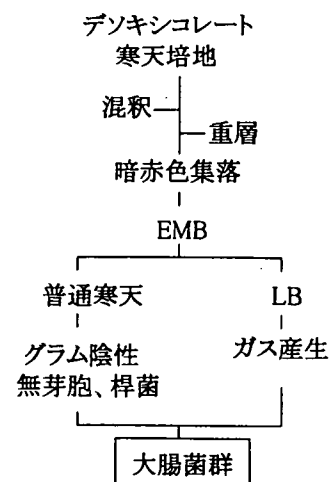 デソキシコレート
寒天培地
混釈
重層
暗赤色集落
EMB
普通寒天
LB
グラム陰性
無芽胞、桿菌
ガス産生
大腸菌群